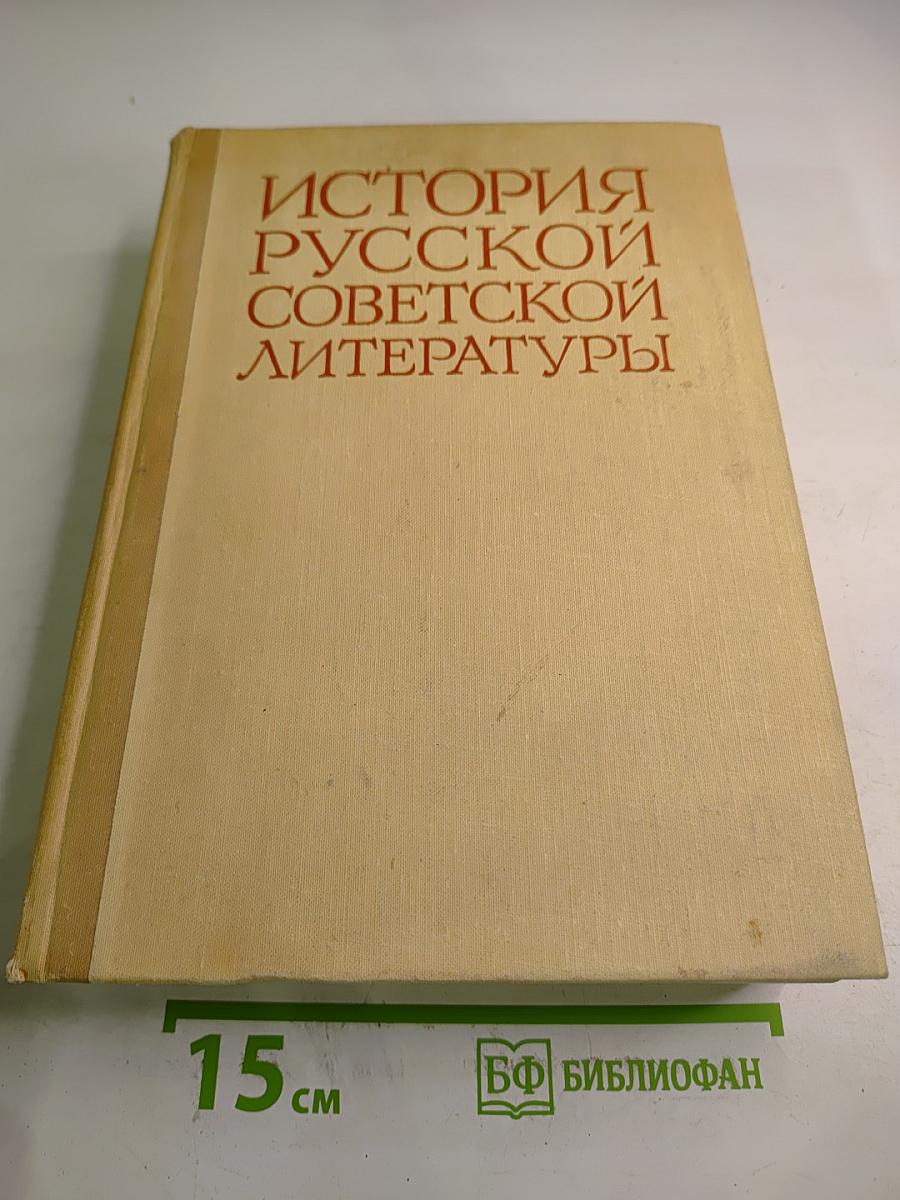 ИСТОРИЯ
РУССКОЙ
СОВЕТСКОЙ
ЛИТЕРАТУРЫ
15 см
БФ БИБЛИОФАН